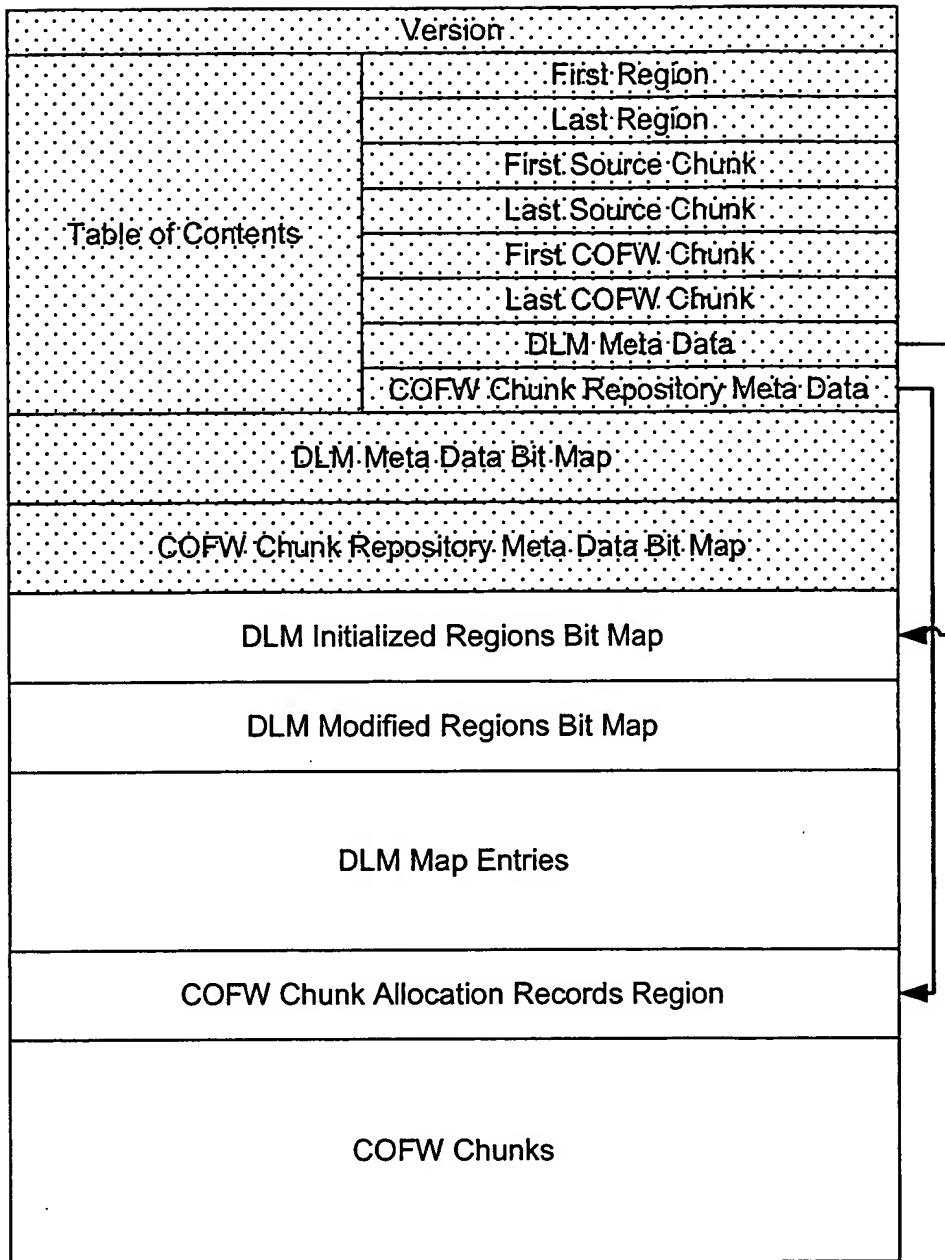 Version
First Region
Last Region
First Source Chunk
Last Source Chunk
Table of Contents
First COFW Chunk
Last COFW Chunk
DLM Meta Data
COFW Chunk Repository Meta Data
DLM Meta Data Bit Map
COFW Chunk Repository Meta Data Bit Map
DLM Initialized Regions Bit Map
DLM Modified Regions Bit Map
DLM Map Entries
COFW Chunk Allocation Records Region
COFW Chunks